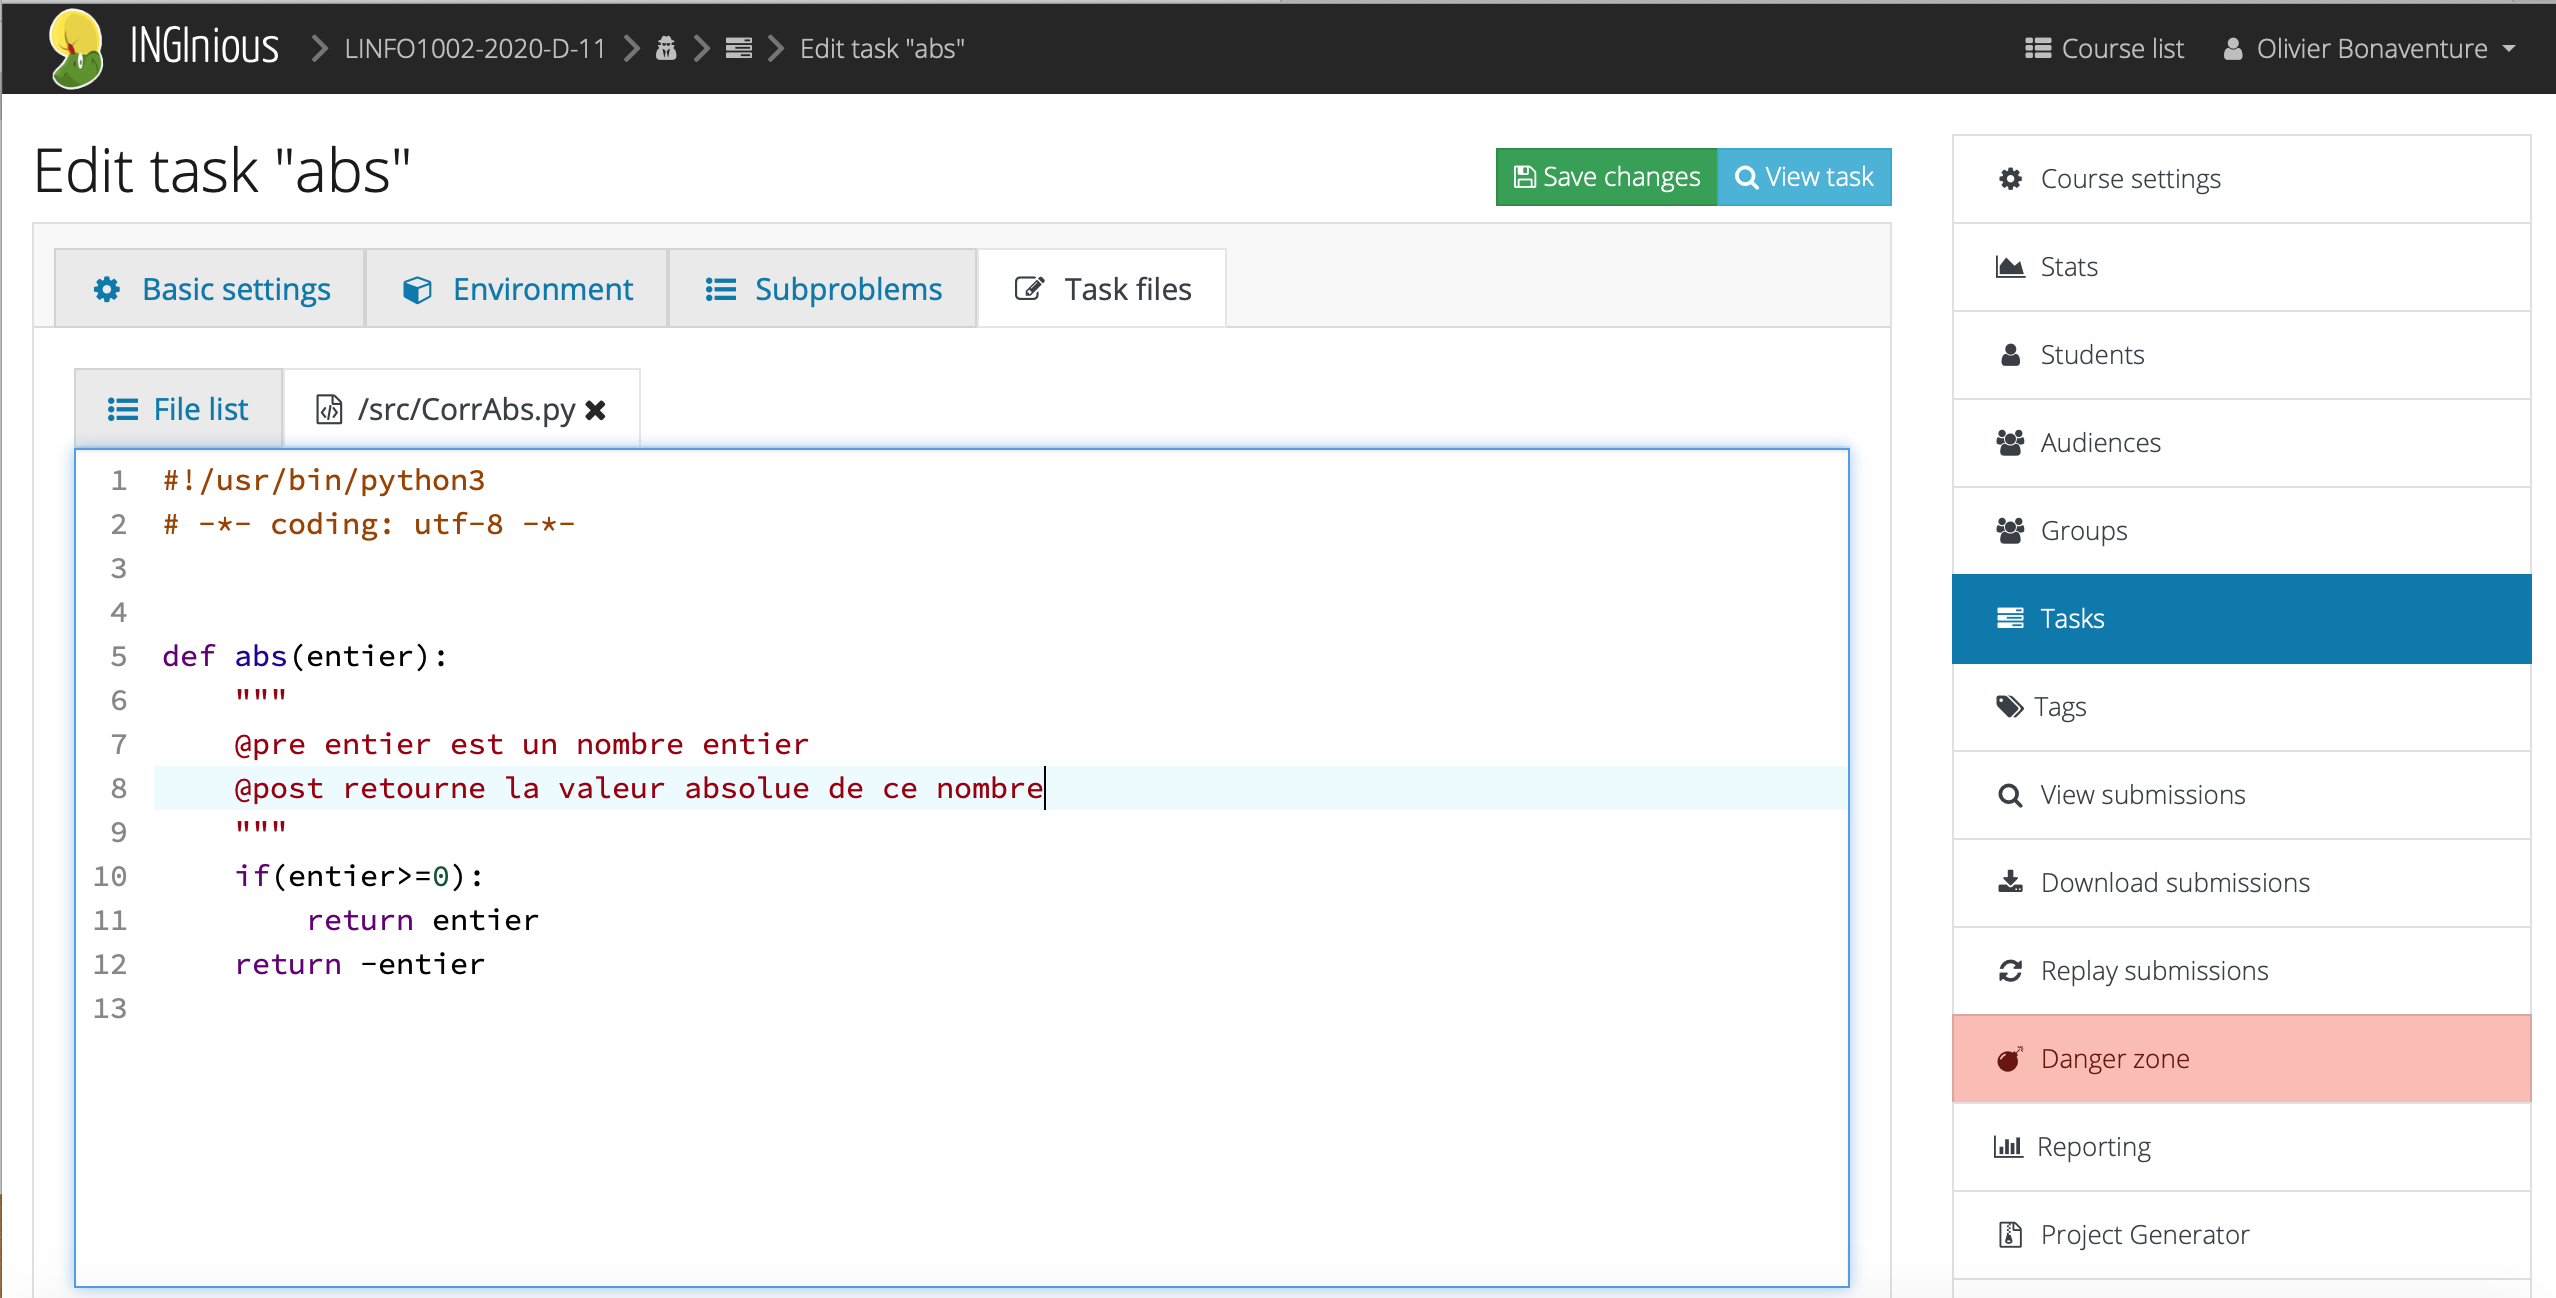 INGInious LINFO1002-2020-D-11 Edit task "abs" Course list Olivier Bonaventure
Edit task "abs"
Save changes View task
Basic settings Environment Subproblems Task files
File list /src/CorrAbs.py
1 #!/usr/bin/python3
2 # -*- coding: utf-8 -*-
3
4
5 def abs(entier):
6 """
7 @pre entier est un nombre entier
8 @post retourne la valeur absolue de ce nombre
9 """
10 if(entier>=0):
11 return entier
12 return -entier
13
Course settings
Stats
Students
Audiences
Groups
Tasks
Tags
View submissions
Download submissions
Replay submissions
Danger zone
Reporting
Project Generator